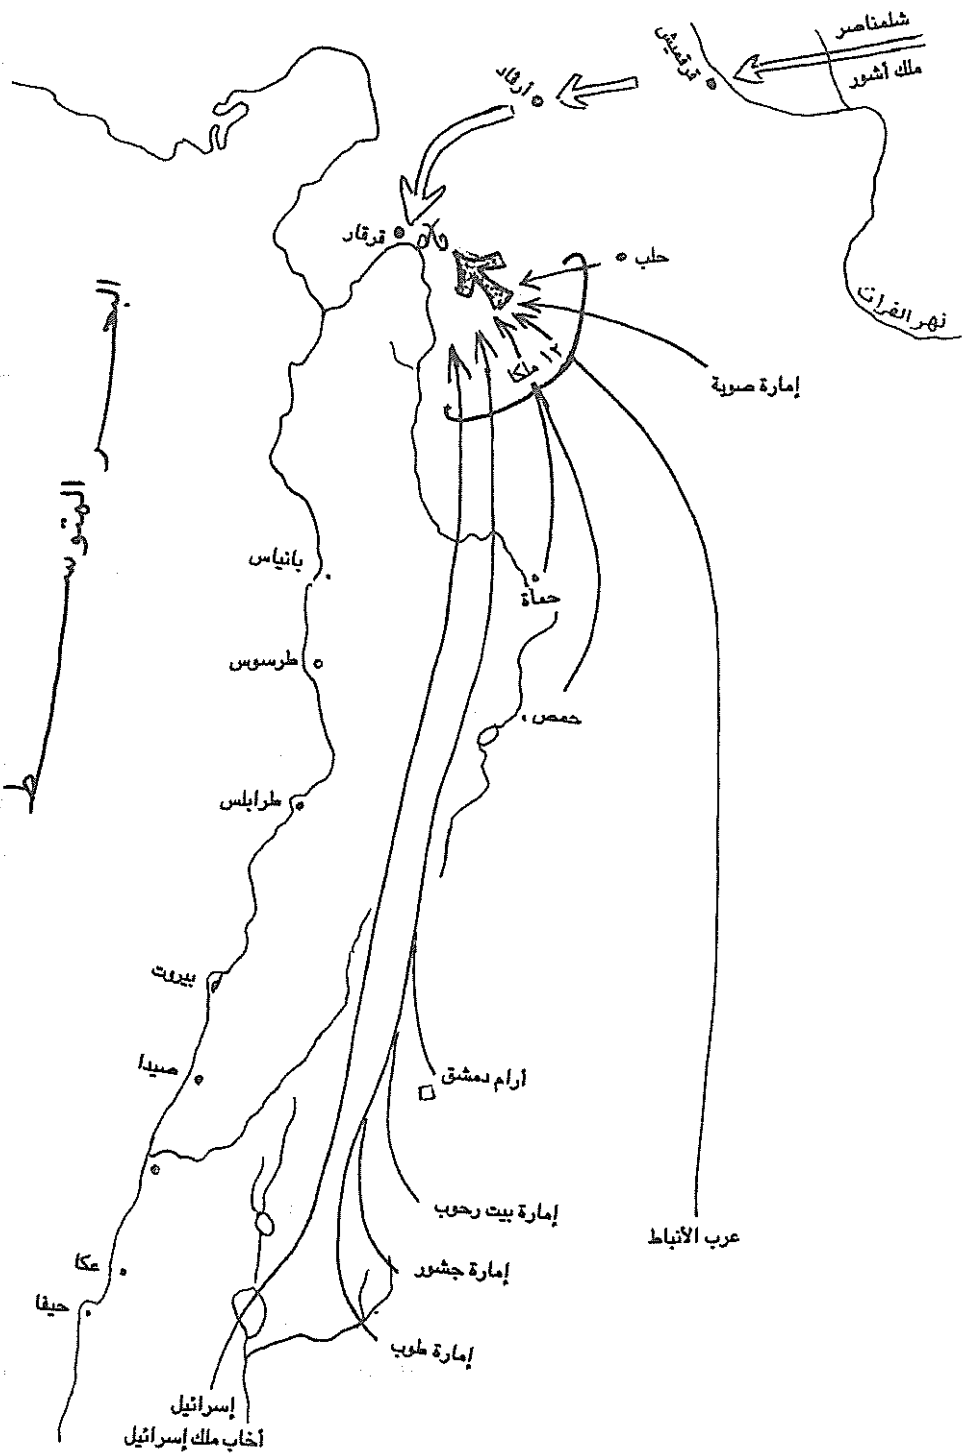 شلمناصر
ملك أشور
قرقميش
أرفاد
قرقار
حلب
نهر الفرات
إمارة صوبة
١٢ ملكا
البحر
المتوسط
بانياس
حماة
طرسوس
حمص
طرابلس
بيروت
صيدا
أرام دمشق
إمارة بيت رحوب
عرب الأنباط
عكا
إمارة جشور
حيفا
إمارة طوب
إسرائيل
أخاب ملك إسرائيل